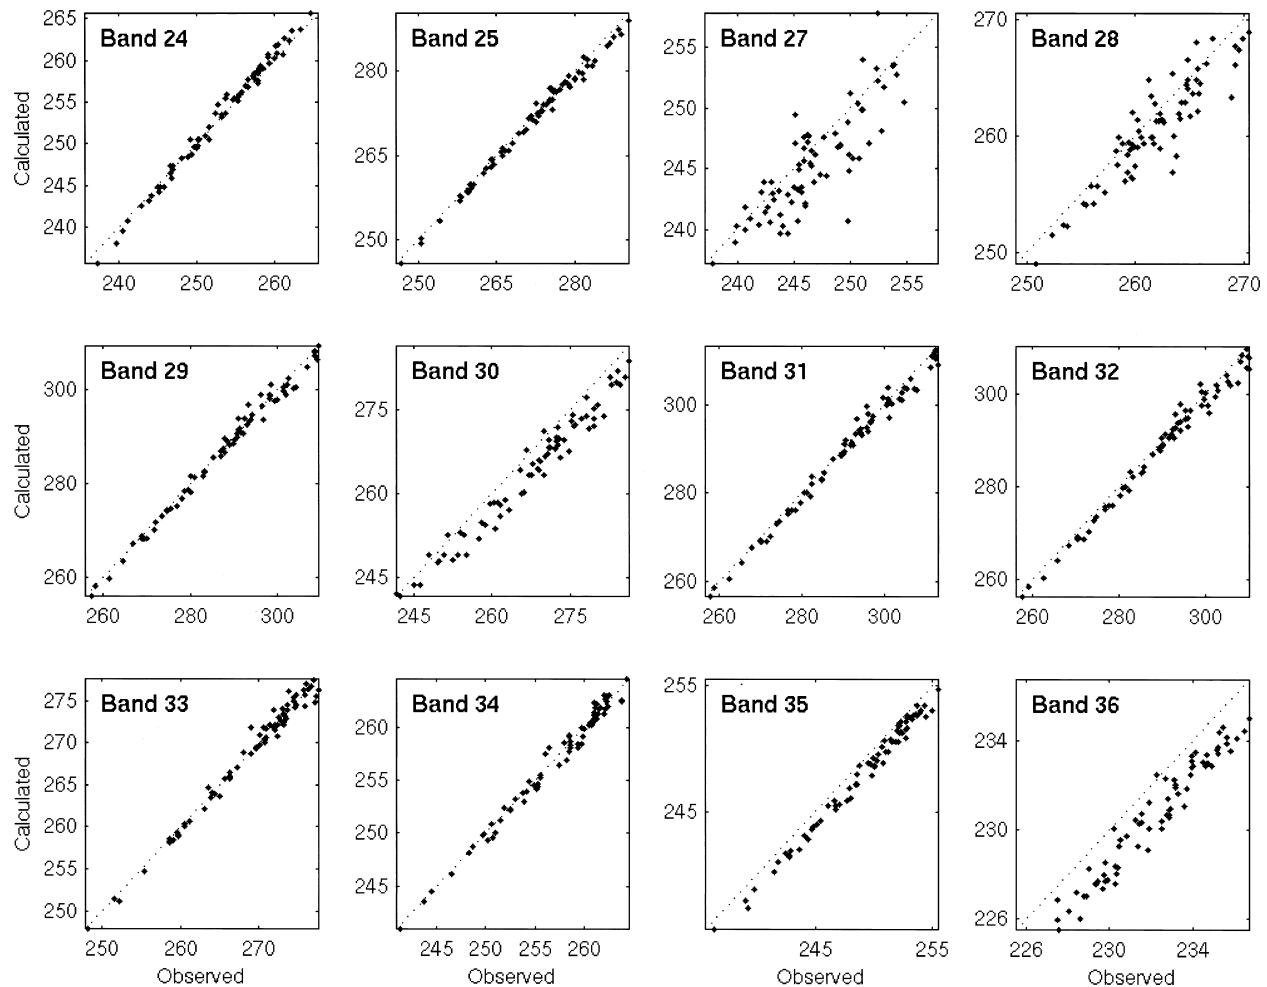 265 Band 24 Band 25 Band 27 270 Band 28
260 280 255
255 250
Calculated 250 265 245 260
245
240 250 240 250
240 250 260 250 265 280 240 245 250 255 250 260 270
Band 29 Band 30 Band 31 Band 32
300 275 300 300
Calculated 280 260 280 280
260 245 260 260
260 280 300 245 260 275 260 280 300 260 280 300
275 Band 33 Band 34 255 Band 35 Band 36
270 260 234
265 255
Calculated 260 250 245 230
255
250 245 226
250 260 270 245 250 255 260 245 255 226 230 234
Observed Observed Observed Observed